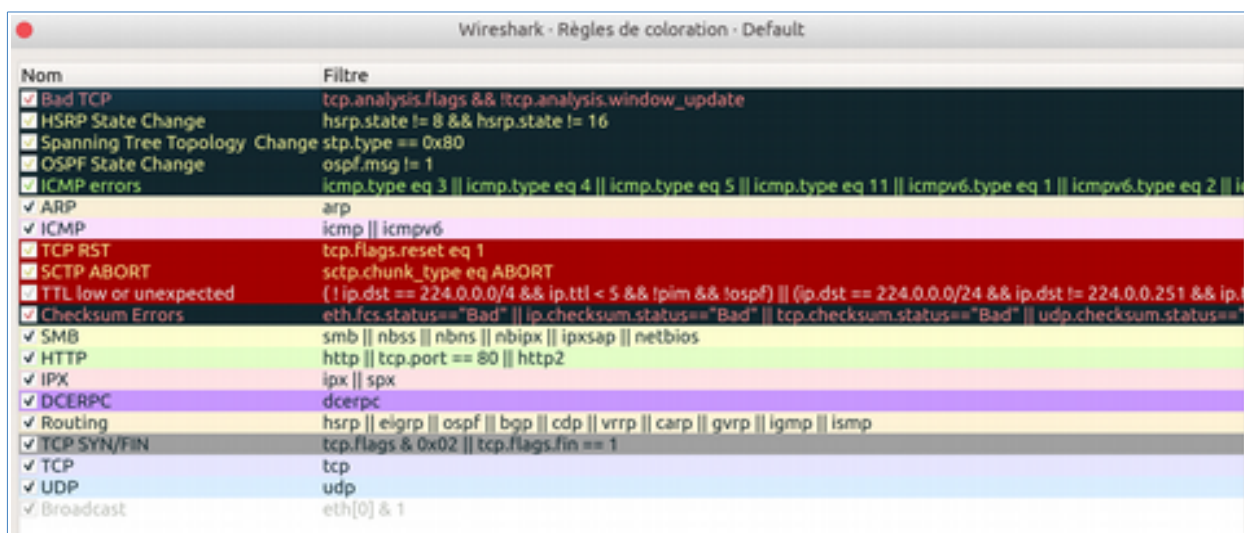 Wireshark · Règles de coloration · Default
Nom Filtre
Bad TCP tcp.analysis.flags && !tcp.analysis.window_update
HSRP State Change hsrp.state != 8 && hsrp.state != 16
Spanning Tree Topology Change stp.type == 0x80
OSPF State Change ospf.msg != 1
ICMP errors icmp.type eq 3 || icmp.type eq 4 || icmp.type eq 5 || icmp.type eq 11 || icmpv6.type eq 1 || icmpv6.type eq 2 ||
ARP arp
ICMP icmp || icmpv6
TCP RST tcp.flags.reset eq 1
SCTP ABORT sctp.chunk_type eq ABORT
TTL low or unexpected ( ! ip.dst == 224.0.0.0/4 && ip.ttl < 5 && !pim && !ospf) || (ip.dst == 224.0.0.0/24 && ip.dst != 224.0.0.251 &&
Checksum Errors eth.fcs.status=="Bad" || ip.checksum.status=="Bad" || tcp.checksum.status=="Bad" || udp.checksum.status=="
SMB smb || nbss || nbns || nbipx || ipxsap || netbios
HTTP http || tcp.port == 80 || http2
IPX ipx || spx
DCERPC dcerpc
Routing hsrp || eigrp || ospf || bgp || cdp || vrrp || carp || gvrp || igmp || ismp
TCP SYN/FIN tcp.flags & 0x02 || tcp.flags.fin == 1
TCP tcp
UDP udp
Broadcast eth[0] & 1